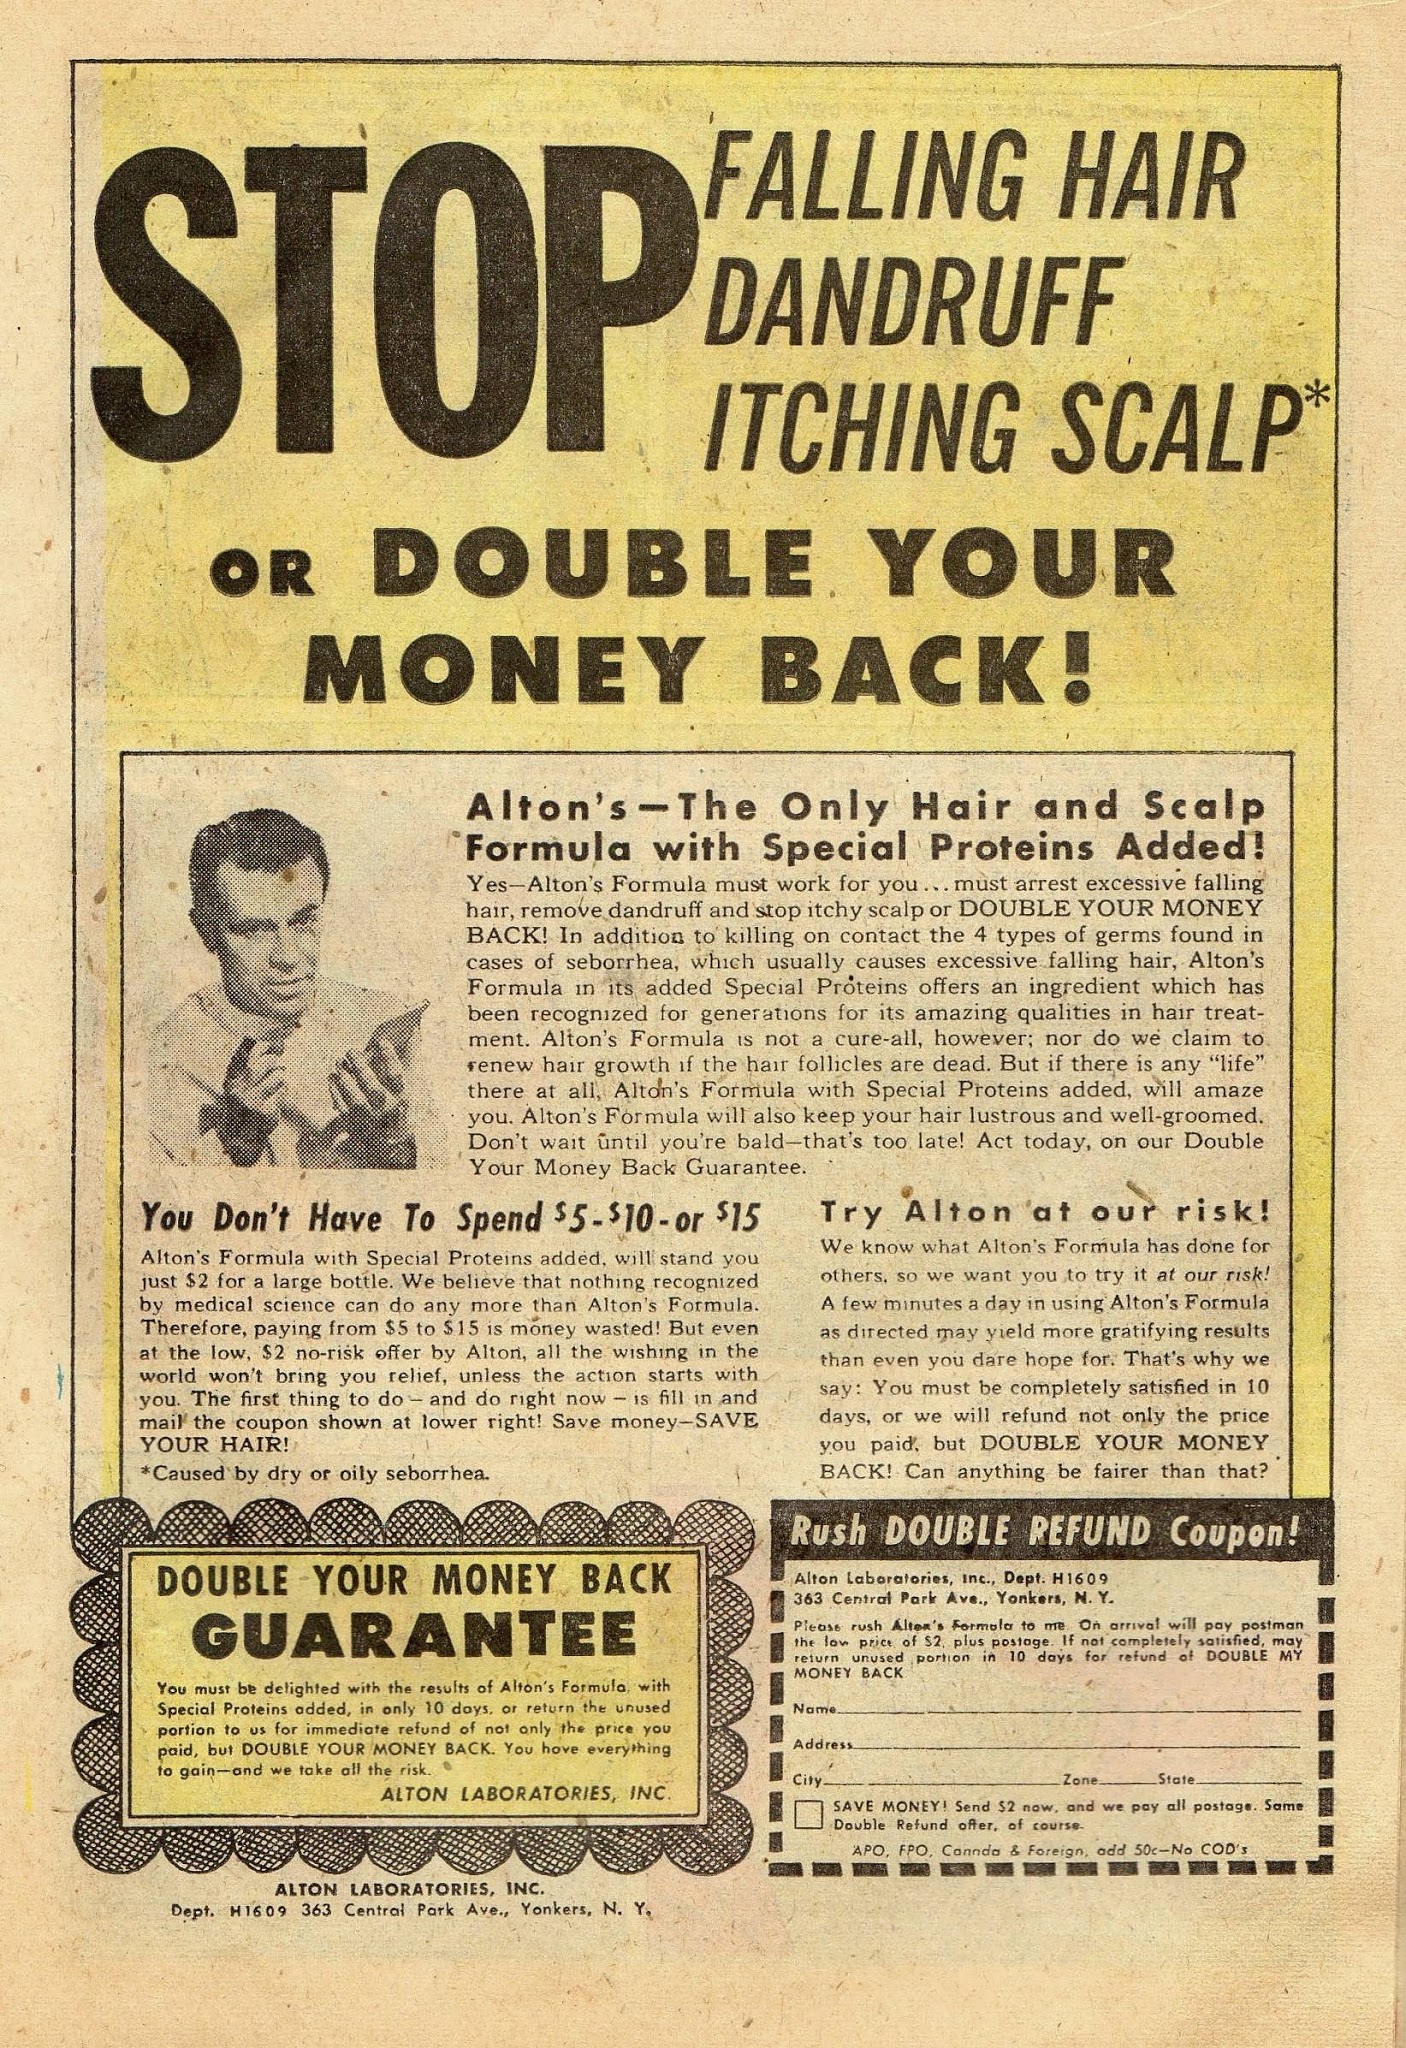 STOP
FALLING HAIR
DANDRUFF
ITCHING SCALP*
OR DOUBLE YOUR
MONEY BACK!
Alton's—The Only Hair and Scalp
Formula with Special Proteins Added!
Yes—Alton's Formula must work for you...must arrest excessive falling
hair, remove dandruff and stop itchy scalp or DOUBLE YOUR MONEY
BACK! In addition to killing on contact the 4 types of germs found in
cases of seborrhea, which usually causes excessive falling hair, Alton's
Formula in its added Special Proteins offers an ingredient which has
been recognized for generations for its amazing qualities in hair treat-
ment. Alton's Formula is not a cure-all, however; nor do we claim to
renew hair growth if the hair follicles are dead. But if there is any "life"
there at all, Alton's Formula with Special Proteins added, will amaze
you. Alton's Formula will also keep your hair lustrous and well-groomed.
Don't wait until you're bald—that's too late! Act today, on our Double
Your Money Back Guarantee.
You Don't Have To Spend $5-$10-or $15
Alton's Formula with Special Proteins added, will stand you
just $2 for a large bottle. We believe that nothing recognized
by medical science can do any more than Alton's Formula.
Therefore, paying from $5 to $15 is money wasted! But even
at the low, $2 no-risk offer by Alton, all the wishing in the
world won't bring you relief, unless the action starts with
you. The first thing to do – and do right now – is fill in and
mail the coupon shown at lower right! Save money—SAVE
YOUR HAIR!
*Caused by dry or oily seborrhea.
Try Alton at our risk!
We know what Alton's Formula has done for
others, so we want you to try it at our risk!
A few minutes a day in using Alton's Formula
as directed may yield more gratifying results
than even you dare hope for. That's why we
say: You must be completely satisfied in 10
days, or we will refund not only the price
you paid, but DOUBLE YOUR MONEY
BACK! Can anything be fairer than that?
DOUBLE YOUR MONEY BACK
GUARANTEE
You must be delighted with the results of Alton's Formula, with
Special Proteins added, in only 10 days, or return the unused
portion to us for immediate refund of not only the price you
paid, but DOUBLE YOUR MONEY BACK. You have everything
to gain—and we take all the risk.
ALTON LABORATORIES, INC.
ALTON LABORATORIES, INC.
Dept. H1609 363 Central Park Ave., Yonkers, N. Y.
Rush DOUBLE REFUND Coupon!
Alton Laboratories, Inc., Dept. H1609
363 Central Park Ave., Yonkers, N. Y.
Please rush Alton's Formula to me. On arrival will pay postman
the low price of $2, plus postage. If not completely satisfied, may
return unused portion in 10 days for refund of DOUBLE MY
MONEY BACK
Name
Address
City Zone State
SAVE MONEY! Send $2 now, and we pay all postage. Same
Double Refund offer, of course.
APO, FPO, Canada & Foreign, add 50c—No COD's